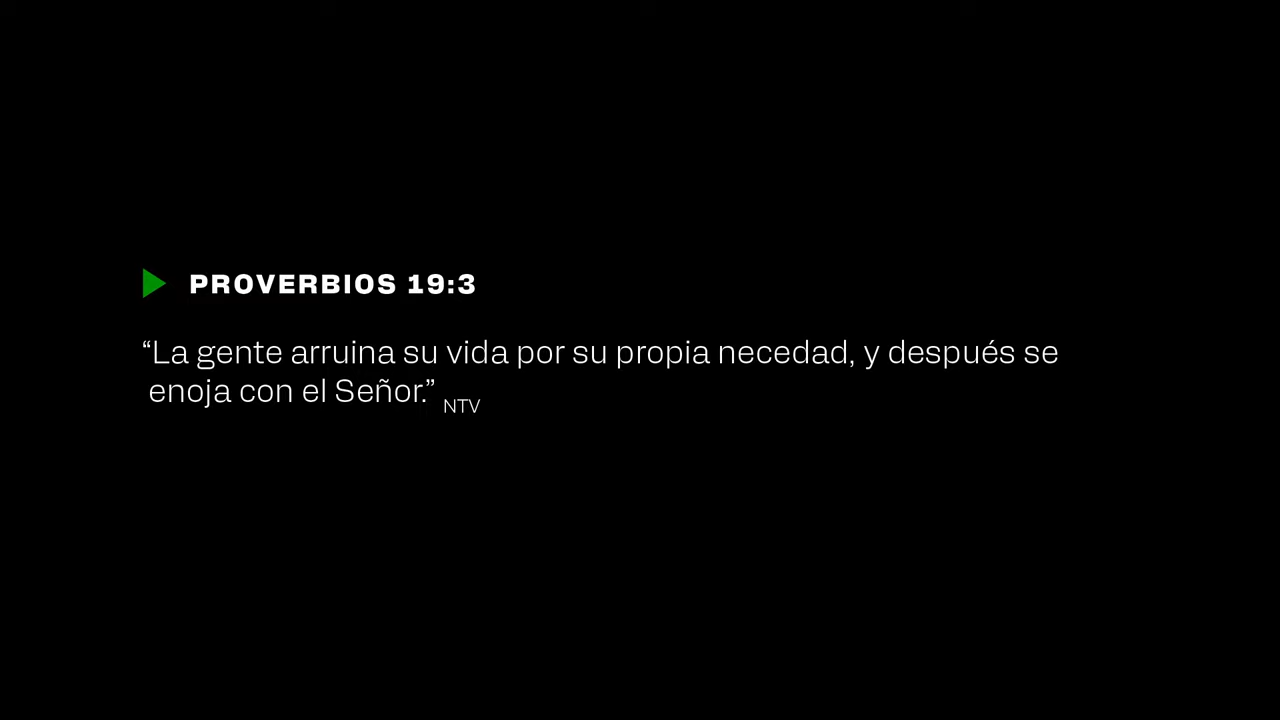 PROVERBIOS 19:3
“La gente arruina su vida por su propia necedad, y después se
enoja con el Señor.” NTV